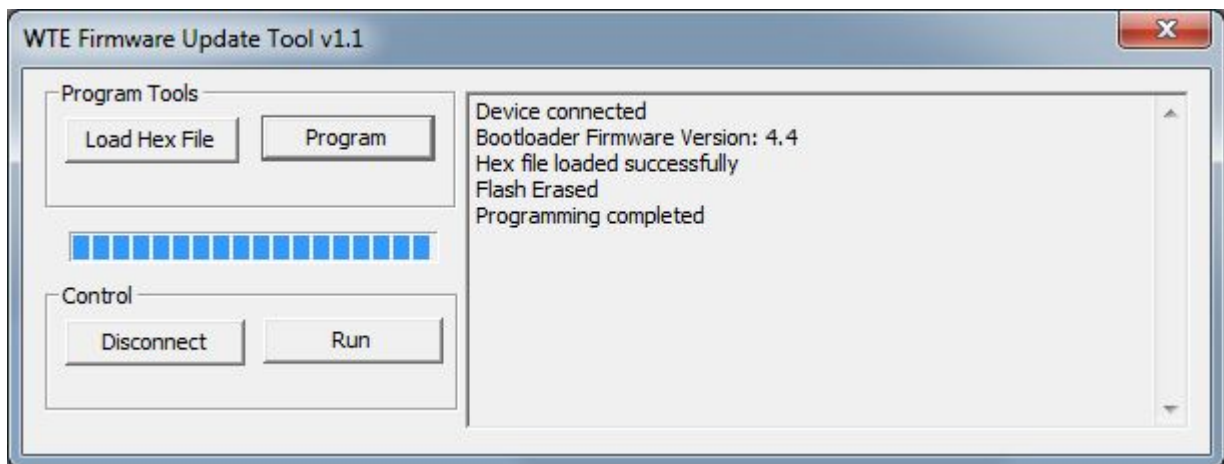 WTE Firmware Update Tool v1.1
Program Tools
Load Hex File
Program
Control
Disconnect
Run
Device connected
Bootloader Firmware Version: 4.4
Hex file loaded successfully
Flash Erased
Programming completed